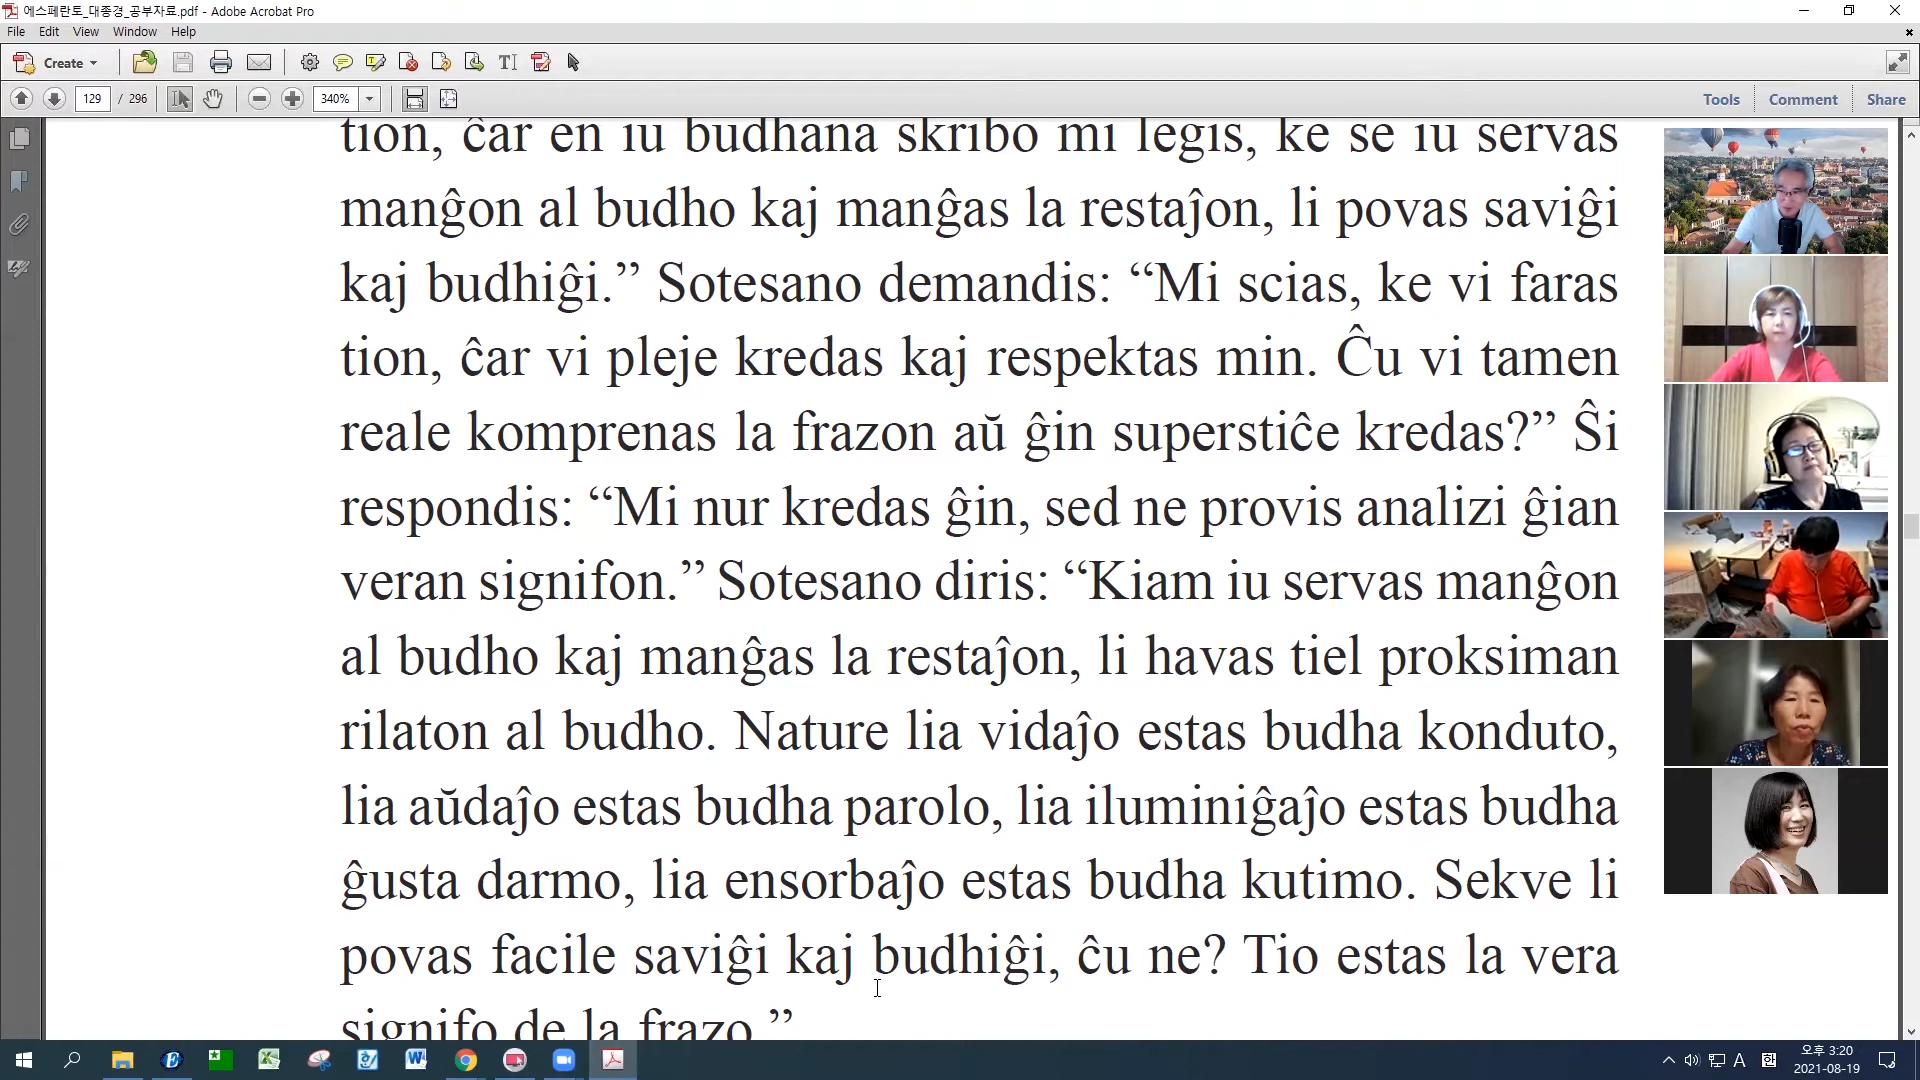 에스페란토_대종경_공부자료.pdf - Adobe Acrobat Pro
File Edit View Window Help
Create
129 / 296 340% Tools Comment Share
tion, ĉar en iu budhana skribo mi legis, ke se iu servas
manĝon al budho kaj manĝas la restaĵon, li povas saviĝi
kaj budhiĝi.” Sotesano demandis: “Mi scias, ke vi faras
tion, ĉar vi pleje kredas kaj respektas min. Ĉu vi tamen
reale komprenas la frazon aŭ ĝin superstiĉe kredas?” Ŝi
respondis: “Mi nur kredas ĝin, sed ne provis analizi ĝian
veran signifon.” Sotesano diris: “Kiam iu servas manĝon
al budho kaj manĝas la restaĵon, li havas tiel proksiman
rilaton al budho. Nature lia vidaĵo estas budha konduto,
lia aŭdaĵo estas budha parolo, lia iluminiĝaĵo estas budha
ĝusta darmo, lia ensorbaĵo estas budha kutimo. Sekve li
povas facile saviĝi kaj budhiĝi, ĉu ne? Tio estas la vera
signifo de la frazo.”
A 한 오후 3:20
2021-08-19